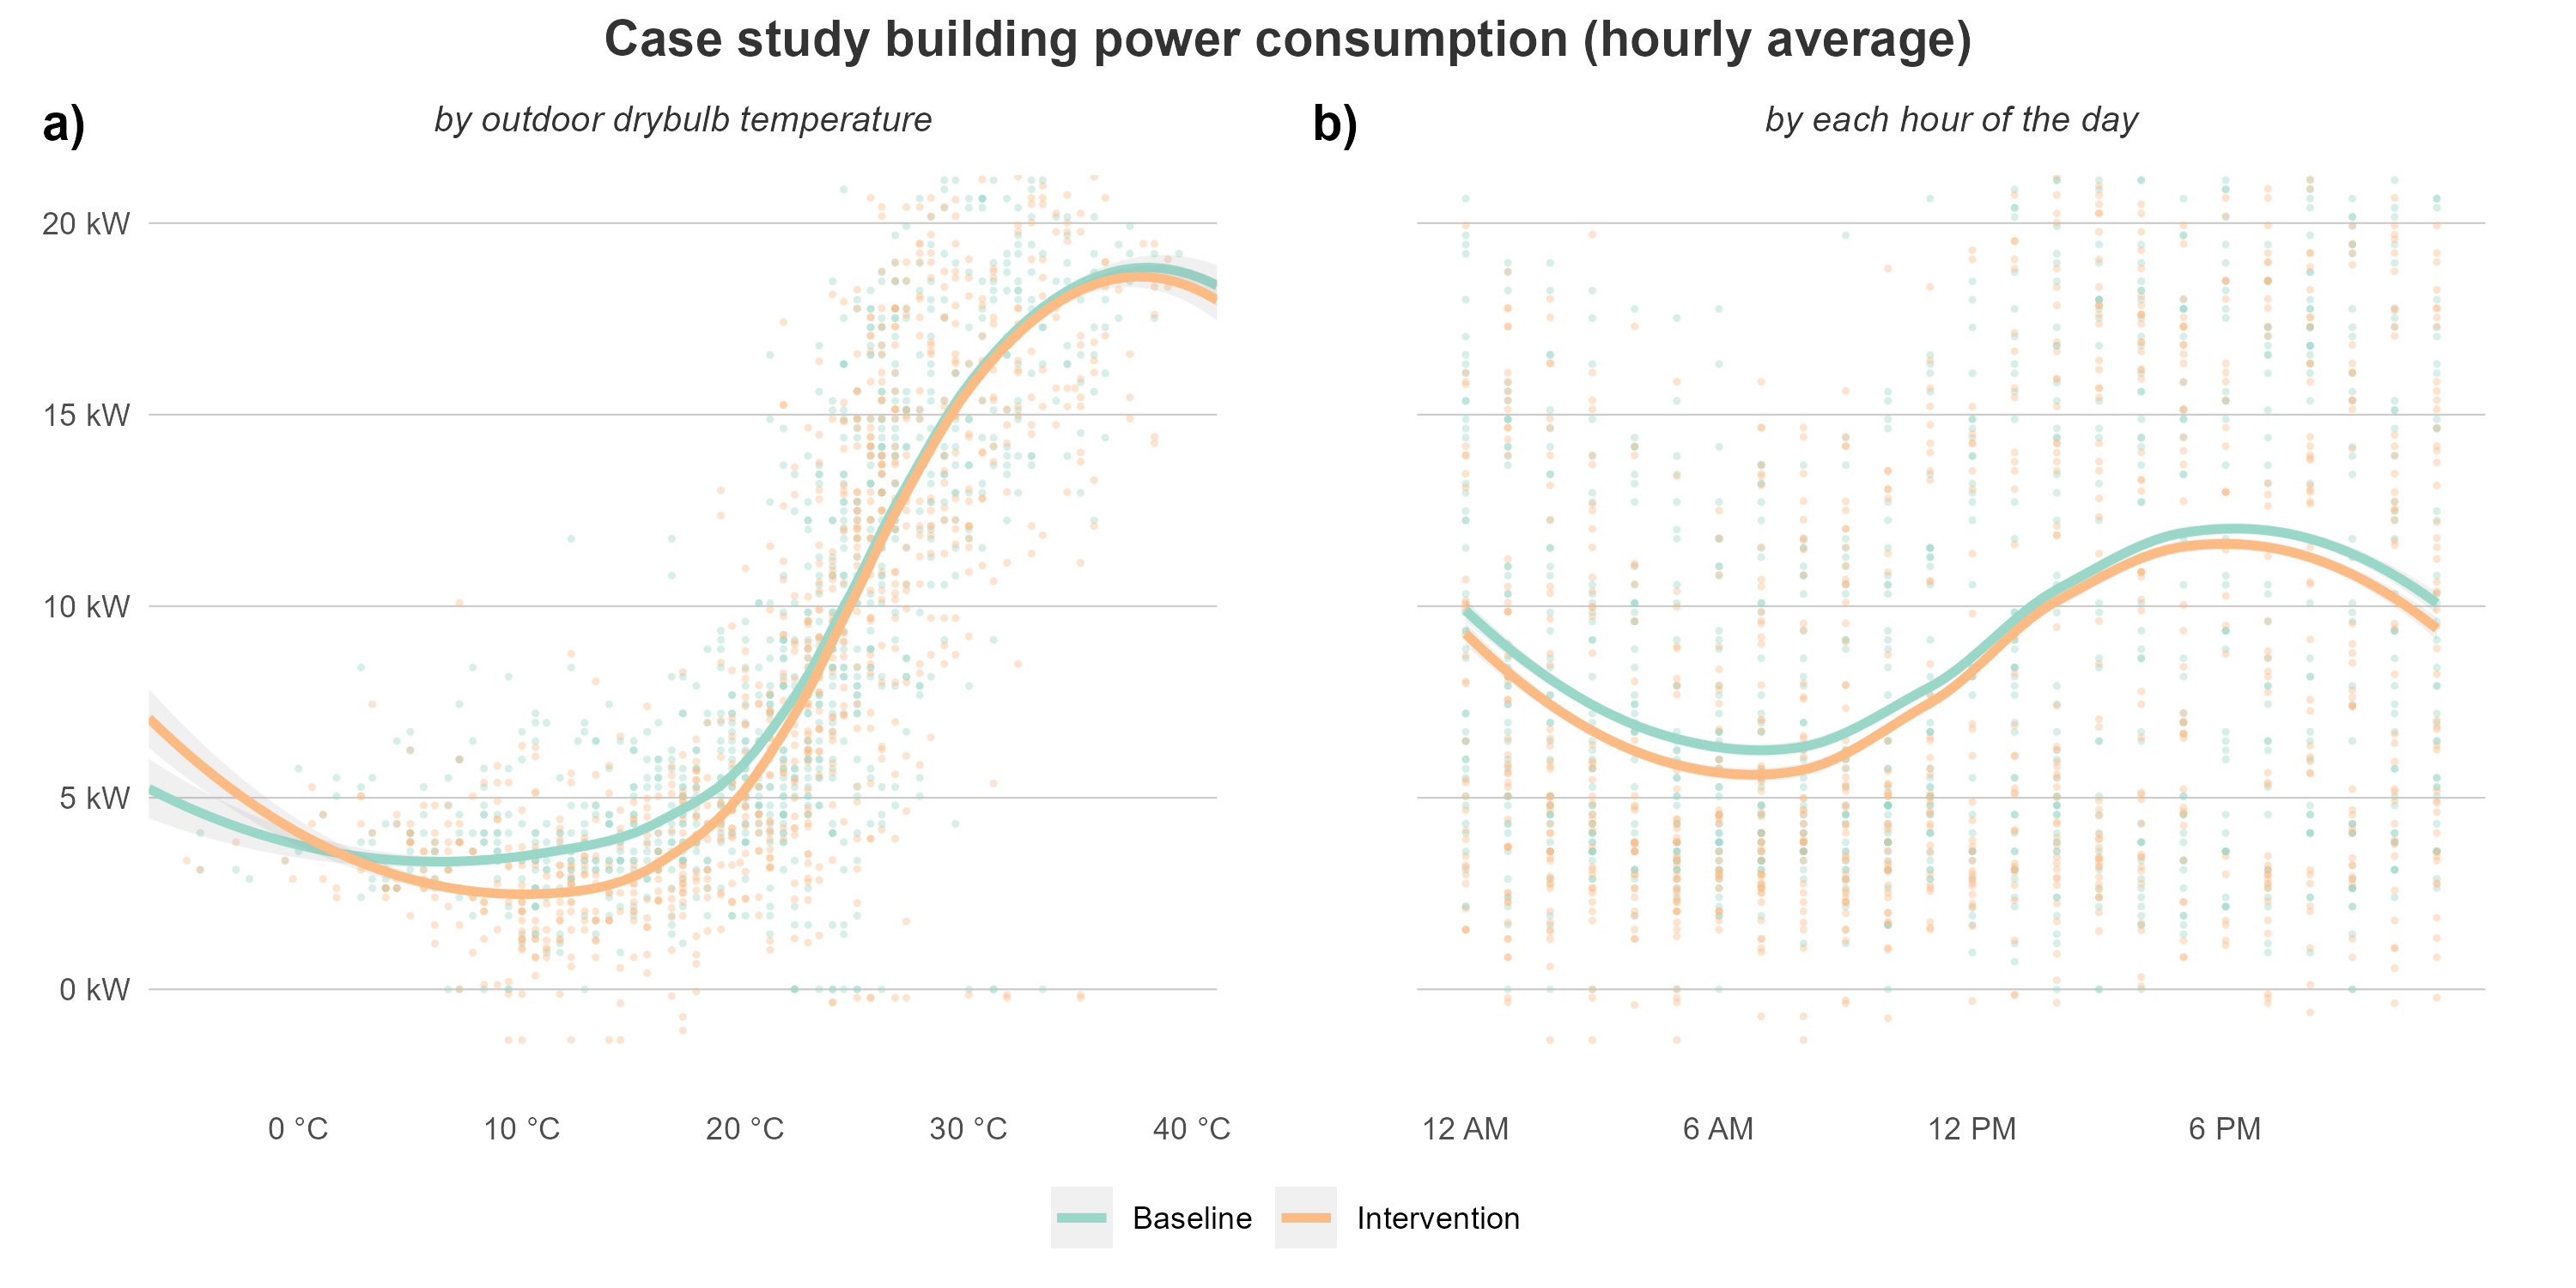 Case study building power consumption (hourly average)
a)
by outdoor drybulb temperature
20 kW
15 kW
10 kW
5 kW
0 kW
0 °C 10 °C 20 °C 30 °C 40 °C
b)
by each hour of the day
12 AM 6 AM 12 PM 6 PM
Baseline Intervention